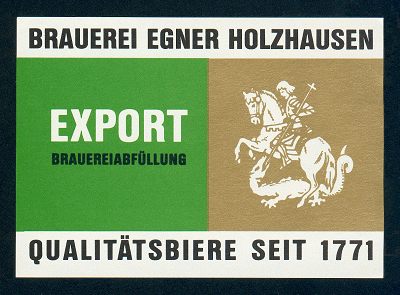 BRAUEREI EGNER HOLZHAUSEN
EXPORT
BRAUEREIABFÜLLUNG
QUALITÄTSBIERE SEIT 1771